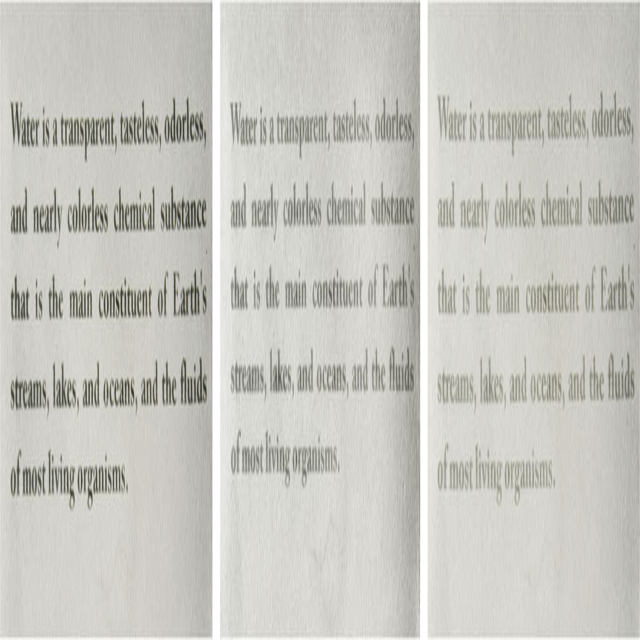 Water is a transparent, tasteless, odorless,
and nearly colorless chemical substance
that is the main constituent of Earth's
streams, lakes, and oceans, and the fluids
of most living organisms.
Water is a transparent, tasteless, odorless,
and nearly colorless chemical substance
that is the main constituent of Earth's
streams, lakes, and oceans, and the fluids
of most living organisms.
Water is a transparent, tasteless, odorless,
and nearly colorless chemical substance
that is the main constituent of Earth's
streams, lakes, and oceans, and the fluids
of most living organisms.